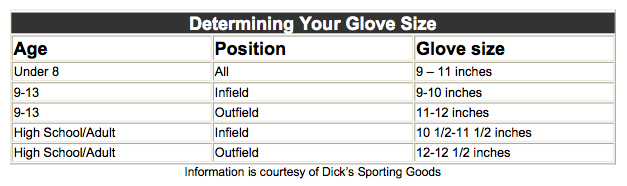 Determining Your Glove Size
Age Position Glove size
Under 8 All 9 – 11 inches
9-13 Infield 9-10 inches
9-13 Outfield 11-12 inches
High School/Adult Infield 10 1/2-11 1/2 inches
High School/Adult Outfield 12-12 1/2 inches
Information is courtesy of Dick's Sporting Goods